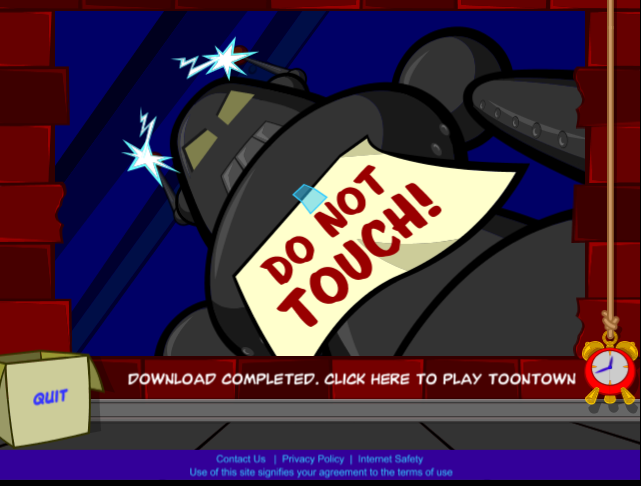 DO NOT
TOUCH!
QUIT
DOWNLOAD COMPLETED. CLICK HERE TO PLAY TOONTOWN
Contact Us | Privacy Policy | Internet Safety
Use of this site signifies your agreement to the terms of use